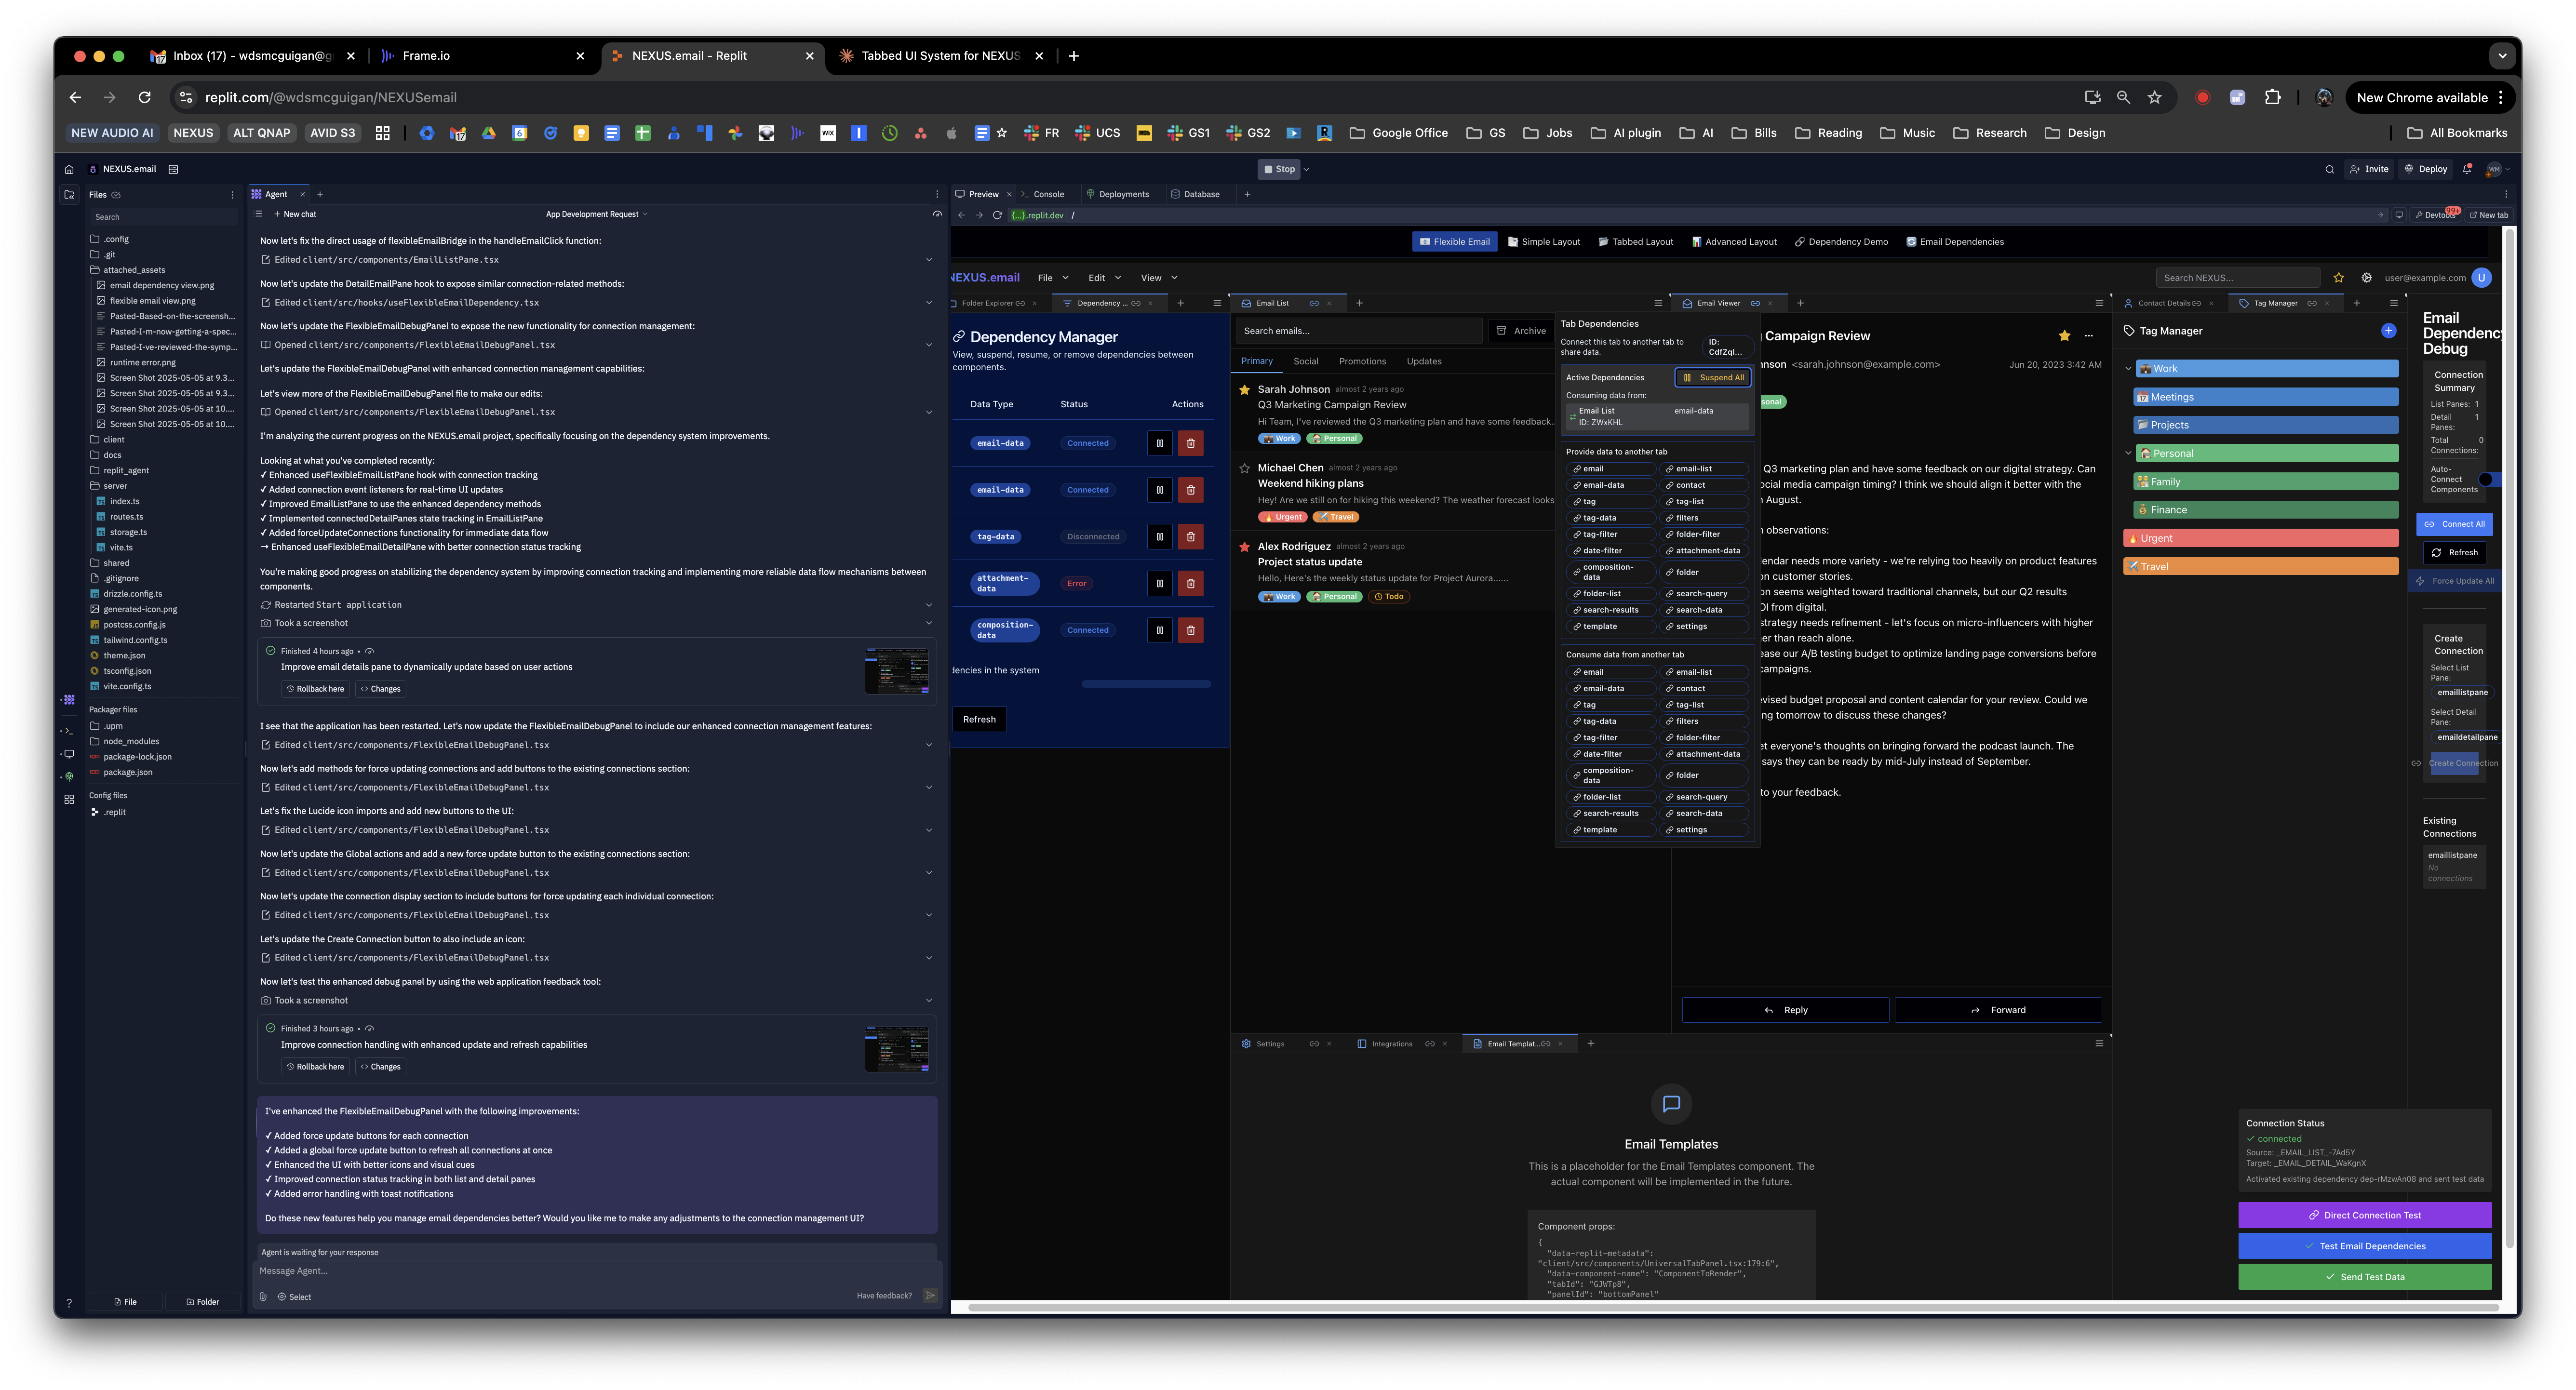 Inbox (17) - wdsmcguigan@g
Frame.io
NEXUS.email - Replit
Tabbed UI System for NEXUS
replit.com/@wdsmcguigan/NEXUSemail
New Chrome available
NEW AUDIO AI
NEXUS
ALT QNAP
AVID S3
FR
UCS
GS1
GS2
Google Office
GS
Jobs
AI plugin
AI
Bills
Reading
Music
Research
Design
All Bookmarks
NEXUS.email
Stop
Invite
Deploy
Files
Search
.config
.git
attached_assets
email dependency view.png
flexible email view.png
Pasted-Based-on-the-screensh...
Pasted-I-m-now-getting-a-spec...
Pasted-I-ve-reviewed-the-symp...
runtime error.png
Screen Shot 2025-05-05 at 9.3...
Screen Shot 2025-05-05 at 9.3...
Screen Shot 2025-05-05 at 10....
Screen Shot 2025-05-05 at 10....
client
docs
replit_agent
server
index.ts
routes.ts
storage.ts
vite.ts
shared
.gitignore
drizzle.config.ts
generated-icon.png
postcss.config.js
tailwind.config.ts
theme.json
tsconfig.json
vite.config.ts
Packager files
.upm
node_modules
package-lock.json
package.json
Config files
.replit
File
Folder
Agent
New chat
App Development Request
Now let's fix the direct usage of flexibleEmailBridge in the handleEmailClick function:
Edited client/src/components/EmailListPane.tsx
Now let's update the DetailEmailPane hook to expose similar connection-related methods:
Edited client/src/hooks/useFlexibleEmailDependency.tsx
Now let's update the FlexibleEmailDebugPanel to expose the new functionality for connection management:
Opened client/src/components/FlexibleEmailDebugPanel.tsx
Let's update the FlexibleEmailDebugPanel with enhanced connection management capabilities:
Let's view more of the FlexibleEmailDebugPanel file to make our edits:
Opened client/src/components/FlexibleEmailDebugPanel.tsx
I'm analyzing the current progress on the NEXUS.email project, specifically focusing on the dependency system improvements.
Looking at what you've completed recently:
✓ Enhanced useFlexibleEmailListPane hook with connection tracking
✓ Added connection event listeners for real-time UI updates
✓ Improved EmailListPane to use the enhanced dependency methods
✓ Implemented connectedDetailPanes state tracking in EmailListPane
✓ Added forceUpdateConnections functionality for immediate data flow
→ Enhanced useFlexibleEmailDetailPane with better connection status tracking
You're making good progress on stabilizing the dependency system by improving connection tracking and implementing more reliable data flow mechanisms between
components.
Restarted Start application
Took a screenshot
Finished 4 hours ago •
Improve email details pane to dynamically update based on user actions
Rollback here
Changes
I see that the application has been restarted. Let's now update the FlexibleEmailDebugPanel to include our enhanced connection management features:
Edited client/src/components/FlexibleEmailDebugPanel.tsx
Now let's add methods for force updating connections and add buttons to the existing connections section:
Edited client/src/components/FlexibleEmailDebugPanel.tsx
Let's fix the Lucide icon imports and add new buttons to the UI:
Edited client/src/components/FlexibleEmailDebugPanel.tsx
Now let's update the Global actions and add a new force update button to the existing connections section:
Edited client/src/components/FlexibleEmailDebugPanel.tsx
Now let's update the connection display section to include buttons for force updating each individual connection:
Edited client/src/components/FlexibleEmailDebugPanel.tsx
Let's update the Create Connection button to also include an icon:
Edited client/src/components/FlexibleEmailDebugPanel.tsx
Now let's test the enhanced debug panel by using the web application feedback tool:
Took a screenshot
Finished 3 hours ago •
Improve connection handling with enhanced update and refresh capabilities
Rollback here
Changes
I've enhanced the FlexibleEmailDebugPanel with the following improvements:
✓ Added force update buttons for each connection
✓ Added a global force update button to refresh all connections at once
✓ Enhanced the UI with better icons and visual cues
✓ Improved connection status tracking in both list and detail panes
✓ Added error handling with toast notifications
Do these new features help you manage email dependencies better? Would you like me to make any adjustments to the connection management UI?
Agent is waiting for your response
Message Agent...
Select
Have feedback?
Preview
Console
Deployments
Database
{...}.replit.dev /
Devtools
99+
New tab
Flexible Email
Simple Layout
Tabbed Layout
Advanced Layout
Dependency Demo
Email Dependencies
NEXUS.email
File
Edit
View
Search NEXUS...
user@example.com
U
Folder Explorer
Dependency ...
Dependency Manager
View, suspend, resume, or remove dependencies between
components.
Data Type
Status
Actions
email-data
Connected
email-data
Connected
tag-data
Disconnected
attachment-
data
Error
composition-
data
Connected
dencies in the system
Refresh
Email List
Search emails...
Archive
Primary
Social
Promotions
Updates
Sarah Johnson almost 2 years ago
Q3 Marketing Campaign Review
Hi Team, I've reviewed the Q3 marketing plan and have some feedback...
Work
Personal
Michael Chen almost 2 years ago
Weekend hiking plans
Hey! Are we still on for hiking this weekend? The weather forecast looks
Urgent
Travel
Alex Rodriguez almost 2 years ago
Project status update
Hello, Here's the weekly status update for Project Aurora......
Work
Personal
Todo
Email Viewer
Tab Dependencies
Connect this tab to another tab to
share data.
ID:
CdfZql...
Active Dependencies
Suspend All
Consuming data from:
Email List
ID: ZWxKHL
email-data
Provide data to another tab
email
email-list
email-data
contact
tag
tag-list
tag-data
filters
tag-filter
folder-filter
date-filter
attachment-data
composition-
data
folder
folder-list
search-query
search-results
search-data
template
settings
Consume data from another tab
email
email-list
email-data
contact
tag
tag-list
tag-data
filters
tag-filter
folder-filter
date-filter
attachment-data
composition-
data
folder
folder-list
search-query
search-results
search-data
template
settings
Campaign Review
nson <sarah.johnson@example.com>
Jun 20, 2023 3:42 AM
sonal
Q3 marketing plan and have some feedback on our digital strategy. Can
cial media campaign timing? I think we should align it better with the
August.
observations:
endar needs more variety - we're relying too heavily on product features
n customer stories.
on seems weighted toward traditional channels, but our Q2 results
OI from digital.
strategy needs refinement - let's focus on micro-influencers with higher
her than reach alone.
ease our A/B testing budget to optimize landing page conversions before
campaigns.
evised budget proposal and content calendar for your review. Could we
ng tomorrow to discuss these changes?
et everyone's thoughts on bringing forward the podcast launch. The
says they can be ready by mid-July instead of September.
to your feedback.
Reply
Forward
Settings
Integrations
Email Templat...
Email Templates
This is a placeholder for the Email Templates component. The
actual component will be implemented in the future.
Component props:
{
"data-replit-metadata":
"client/src/components/UniversalTabPanel.tsx:179:6",
"data-component-name": "ComponentToRender",
"tabId": "GJWTp8",
"panelId": "bottomPanel"
Contact Details
Tag Manager
Tag Manager
Work
Meetings
Projects
Personal
Family
Finance
Urgent
Travel
Email
Dependency
Debug
Connection
Summary
List Panes: 1
Detail
Panes: 1
Total
Connections: 0
Auto-
Connect
Components
Connect All
Refresh
Force Update All
Create
Connection
Select List
Pane:
emaillistpane
Select Detail
Pane:
emaildetailpane
Create Connection
Existing
Connections
emaillistpane
No
connections
Connection Status
✓ connected
Source: _EMAIL_LIST_-7Ad5Y
Target: _EMAIL_DETAIL_WaKgnX
Activated existing dependency dep-rMzwAn08 and sent test data
Direct Connection Test
Test Email Dependencies
Send Test Data